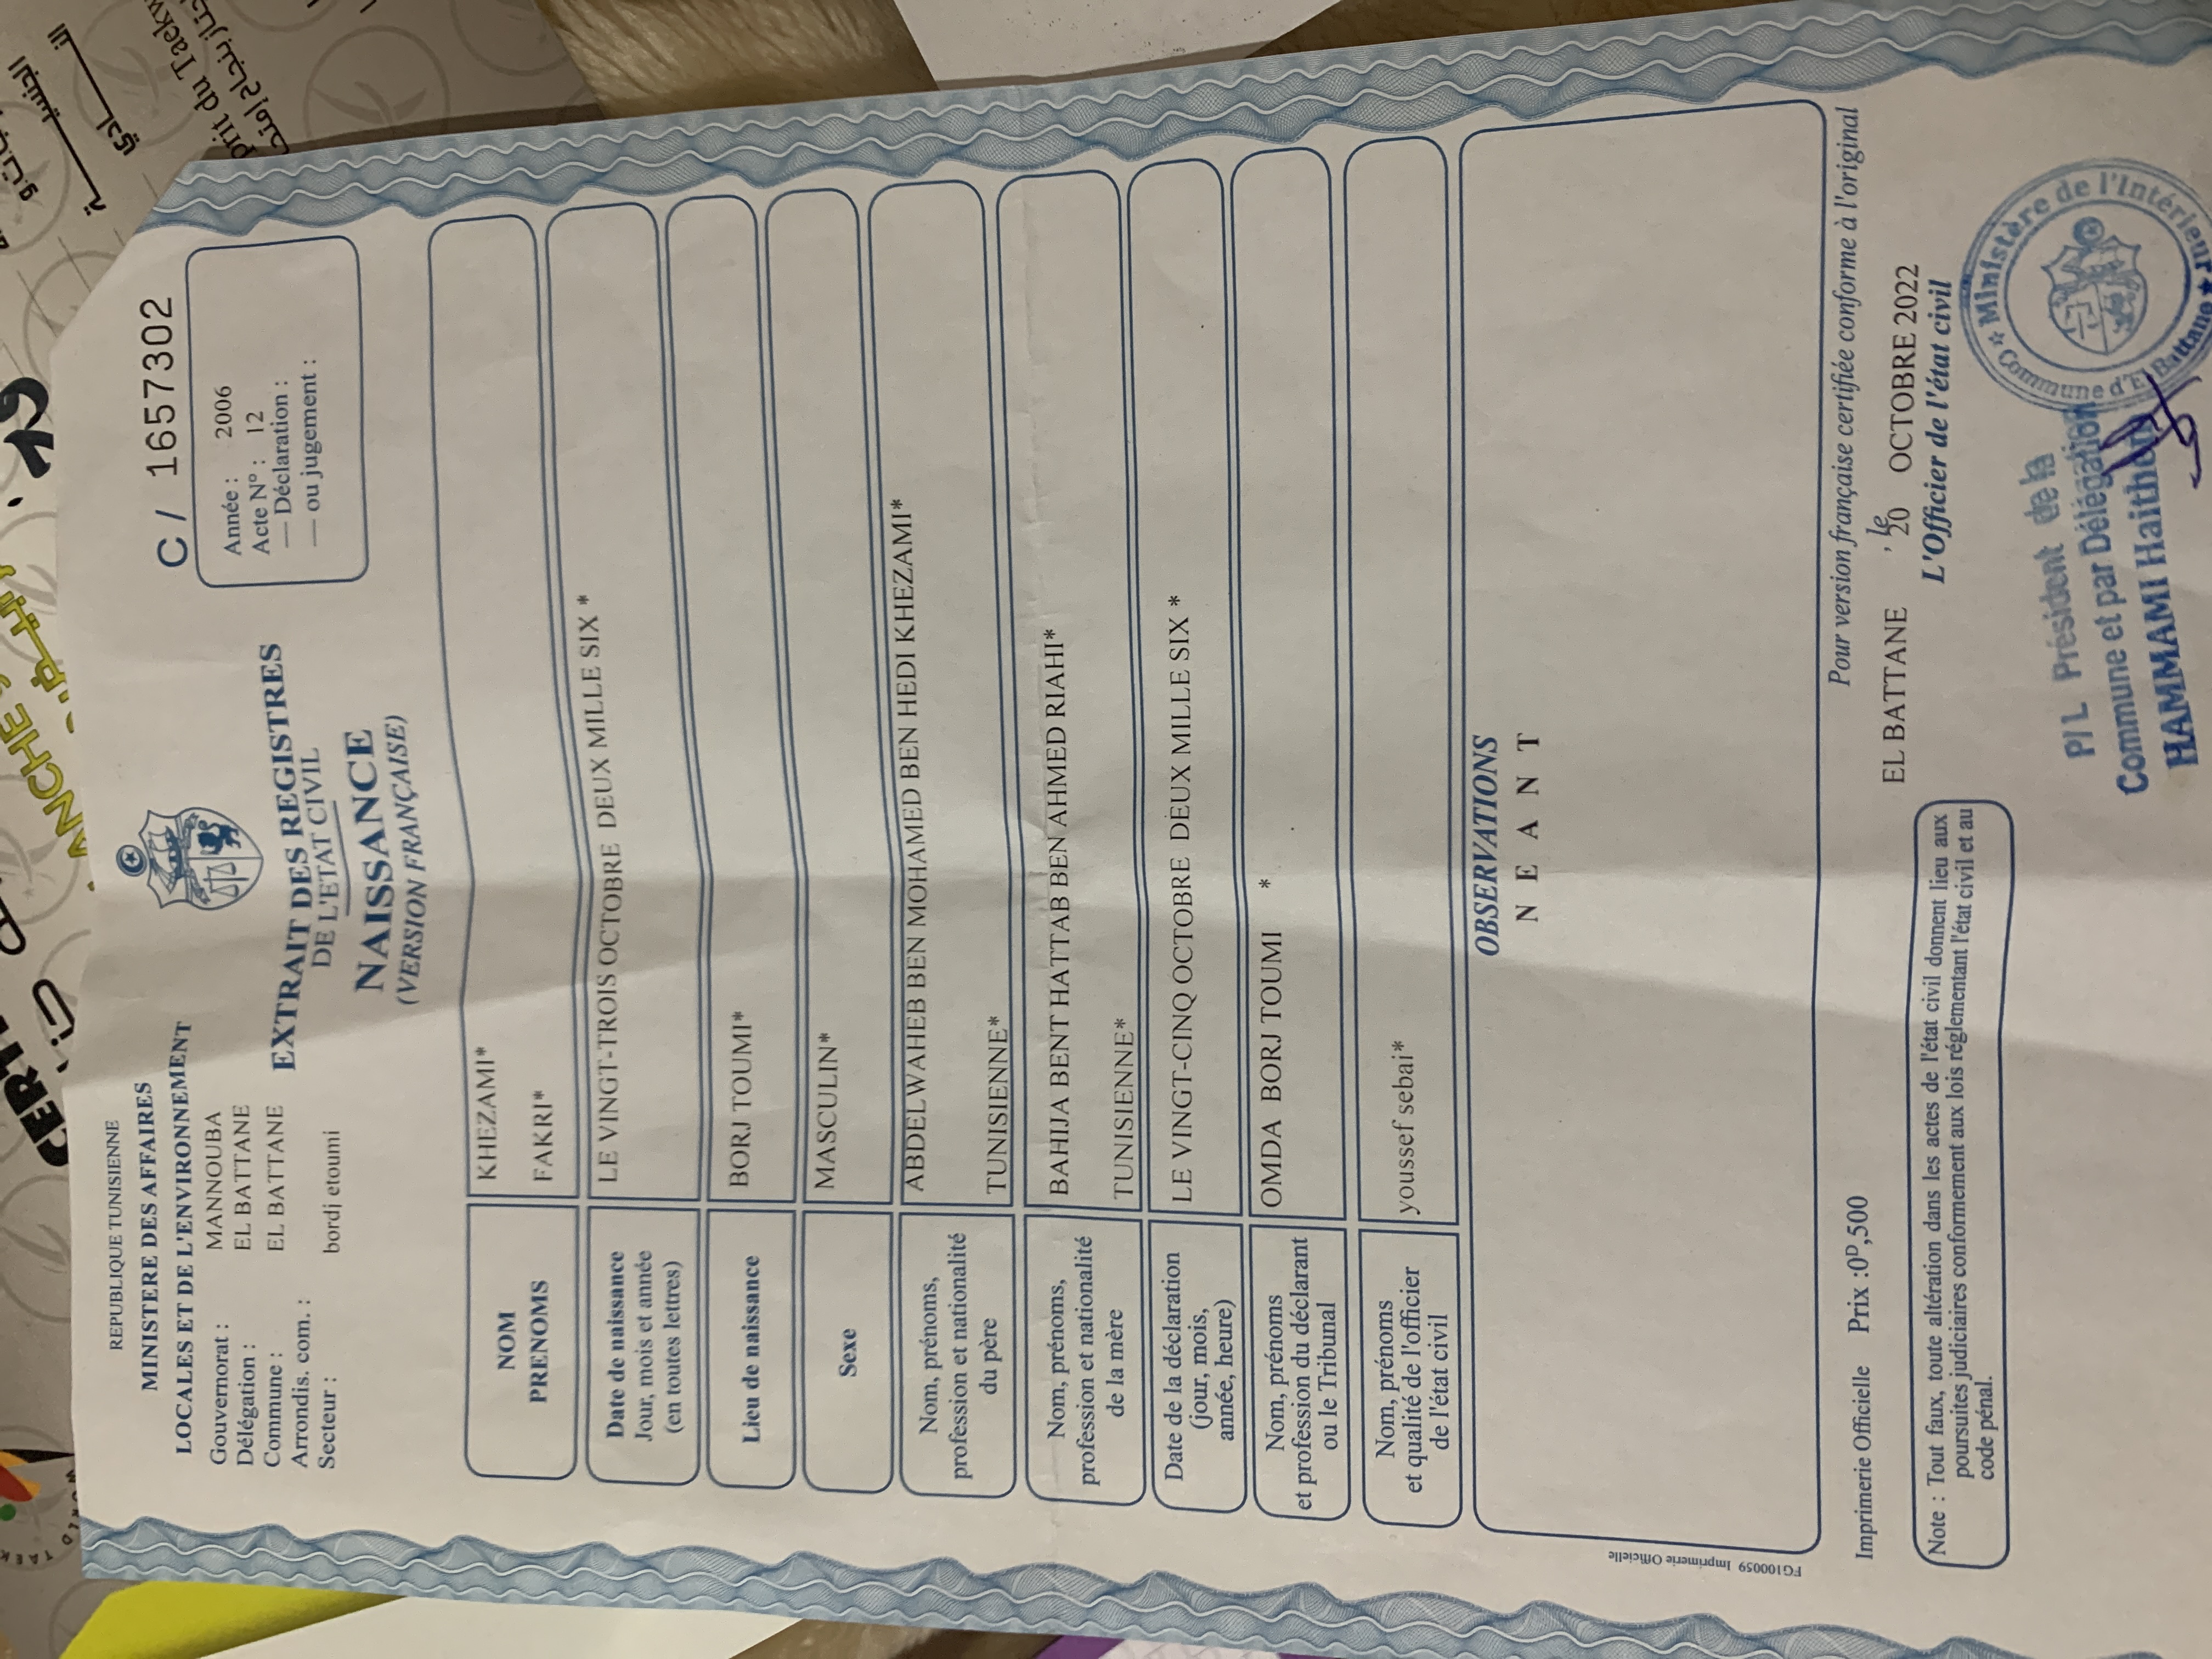 REPUBLIQUE TUNISIENNE
MINISTERE DES AFFAIRES
LOCALES ET DE L'ENVIRONNEMENT
Gouvernorat : MANNOUBA
Délégation : EL BATTANE
Commune : EL BATTANE
Arrondis. com. :
Secteur : bordj etoumi
EXTRAIT DES REGISTRES
DE L'ETAT CIVIL
NAISSANCE
(VERSION FRANÇAISE)
C / 1657302
Année : 2006
Acte N° : 12
— Déclaration :
— ou jugement :
NOM KHEZAMI*
PRENOMS FAKRI*
Date de naissance
Jour, mois et année
(en toutes lettres)
LE VINGT-TROIS OCTOBRE DEUX MILLE SIX *
Lieu de naissance BORJ TOUMI*
Sexe MASCULIN*
Nom, prénoms,
profession et nationalité
du père
ABDELWAHEB BEN MOHAMED BEN HEDI KHEZAMI*
TUNISIENNE*
Nom, prénoms,
profession et nationalité
de la mère
BAHIJA BENT HATTAB BEN AHMED RIAHI*
TUNISIENNE*
Date de la déclaration
(jour, mois,
année, heure)
LE VINGT-CINQ OCTOBRE DEUX MILLE SIX *
Nom, prénoms
et profession du déclarant
ou le Tribunal
OMDA BORJ TOUMI *
Nom, prénoms
et qualité de l'officier
de l'état civil
youssef sebai*
OBSERVATIONS
N E A N T
FG100059 Imprimerie Officielle
Imprimerie Officielle Prix :0ᴰ,500
Pour version française certifiée conforme à l'original
EL BATTANE , le 20 OCTOBRE 2022
L'Officier de l'état civil
Note : Tout faux, toute altération dans les actes de l'état civil donnent lieu aux
poursuites judiciaires conformement aux lois réglementant l'état civil et au
code pénal.
P/L Président de la
Commune et par Délégation
HAMMAMI Haithem
Ministère de l'Intérieur
Commune d'El Battane